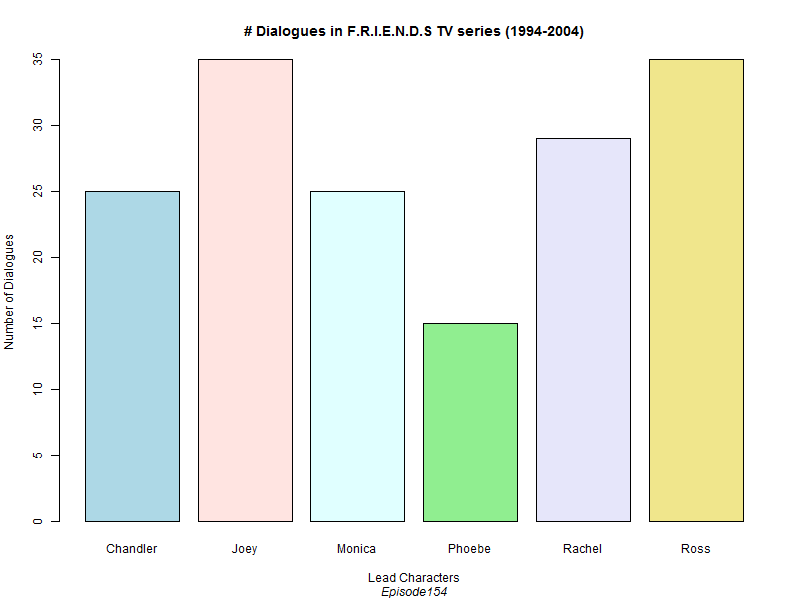 # Dialogues in F.R.I.E.N.D.S TV series (1994-2004)
35
30
25
20
15
10
5
0
Number of Dialogues
Chandler Joey Monica Phoebe Rachel Ross
Lead Characters
Episode154